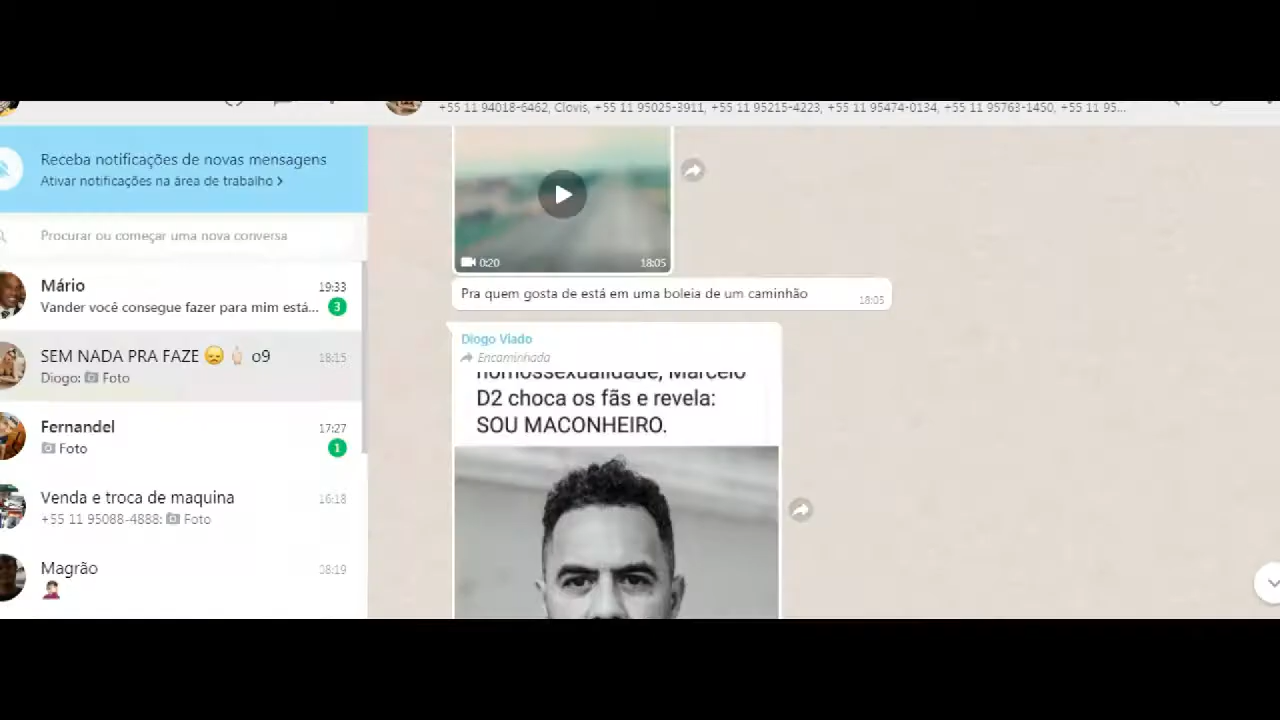 +55 11 94018-6462, Clovis, +55 11 95025-3911, +55 11 95215-4223, +55 11 95474-0134, +55 11 95763-1450, +55 11 95...
Receba notificações de novas mensagens
Ativar notificações na área de trabalho >
Procurar ou começar uma nova conversa
Mário 19:33
Vander você consegue fazer para mim está... 3
SEM NADA PRA FAZE 😞 🖕🏻 o9 18:15
Diogo: Foto
Fernandel 17:27
Foto 1
Venda e troca de maquina 16:18
+55 11 95088-4888: Foto
Magrão 08:19
0:20 18:05
Pra quem gosta de está em uma boleia de um caminhão 18:05
Diogo Viado
Encaminhada
homossexualidade, Marcelo
D2 choca os fãs e revela:
SOU MACONHEIRO.